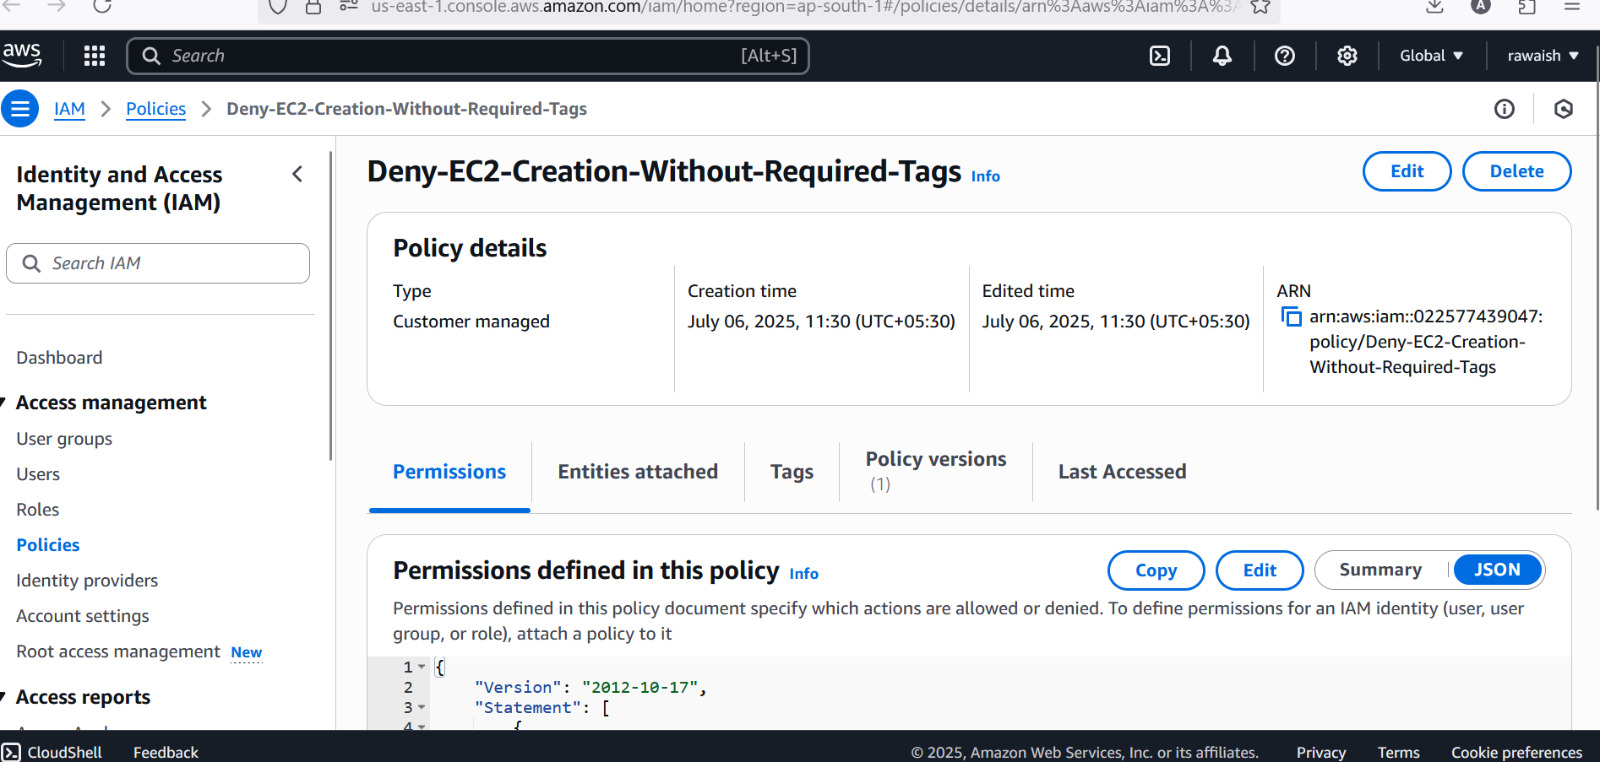 us-east-1.console.aws.amazon.com/iam/home?region=ap-south-1#/policies/details/arn%3Aaws%3Aiam%3A%3A
aws
Search [Alt+S]
Global rawaish
IAM Policies Deny-EC2-Creation-Without-Required-Tags
Identity and Access
Management (IAM)
Search IAM
Dashboard
Access management
User groups
Users
Roles
Policies
Identity providers
Account settings
Root access management New
Access reports
Deny-EC2-Creation-Without-Required-Tags Info
Edit Delete
Policy details
Type
Customer managed
Creation time
July 06, 2025, 11:30 (UTC+05:30)
Edited time
July 06, 2025, 11:30 (UTC+05:30)
ARN
arn:aws:iam::022577439047:
policy/Deny-EC2-Creation-
Without-Required-Tags
Permissions Entities attached Tags Policy versions (1) Last Accessed
Permissions defined in this policy Info
Copy Edit Summary JSON
Permissions defined in this policy document specify which actions are allowed or denied. To define permissions for an IAM identity (user, user
group, or role), attach a policy to it
1 {
2 "Version": "2012-10-17",
3 "Statement": [
4 {
CloudShell Feedback © 2025, Amazon Web Services, Inc. or its affiliates. Privacy Terms Cookie preferences